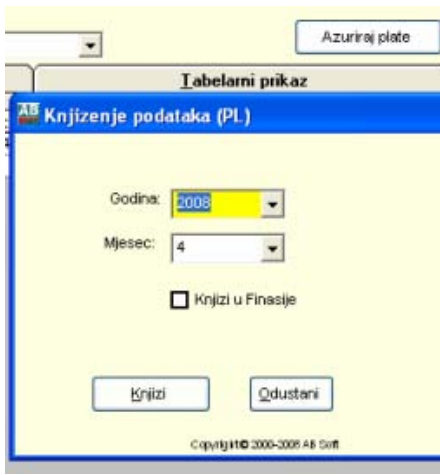 Azuriraj plate
Tabelarni prikaz
AB
Knjizenje podataka (PL)
Godina: 2008
Mjesec: 4
Knjizi u Finasije
Knjizi Odustani
Copyright© 2000-2008 AB Soft